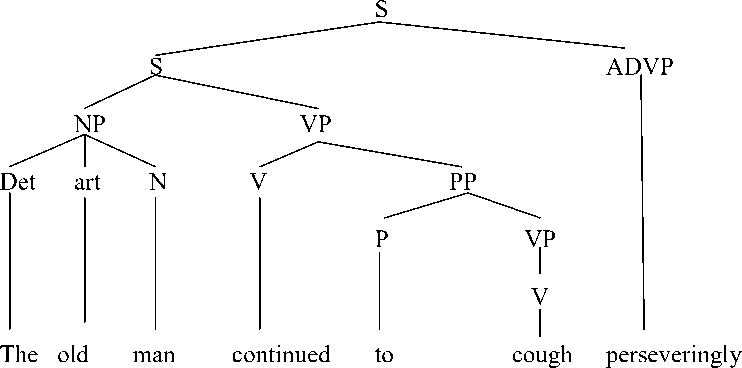 S
S ADVP
NP VP
Det art N V PP
P VP
V
The old man continued to cough perseveringly